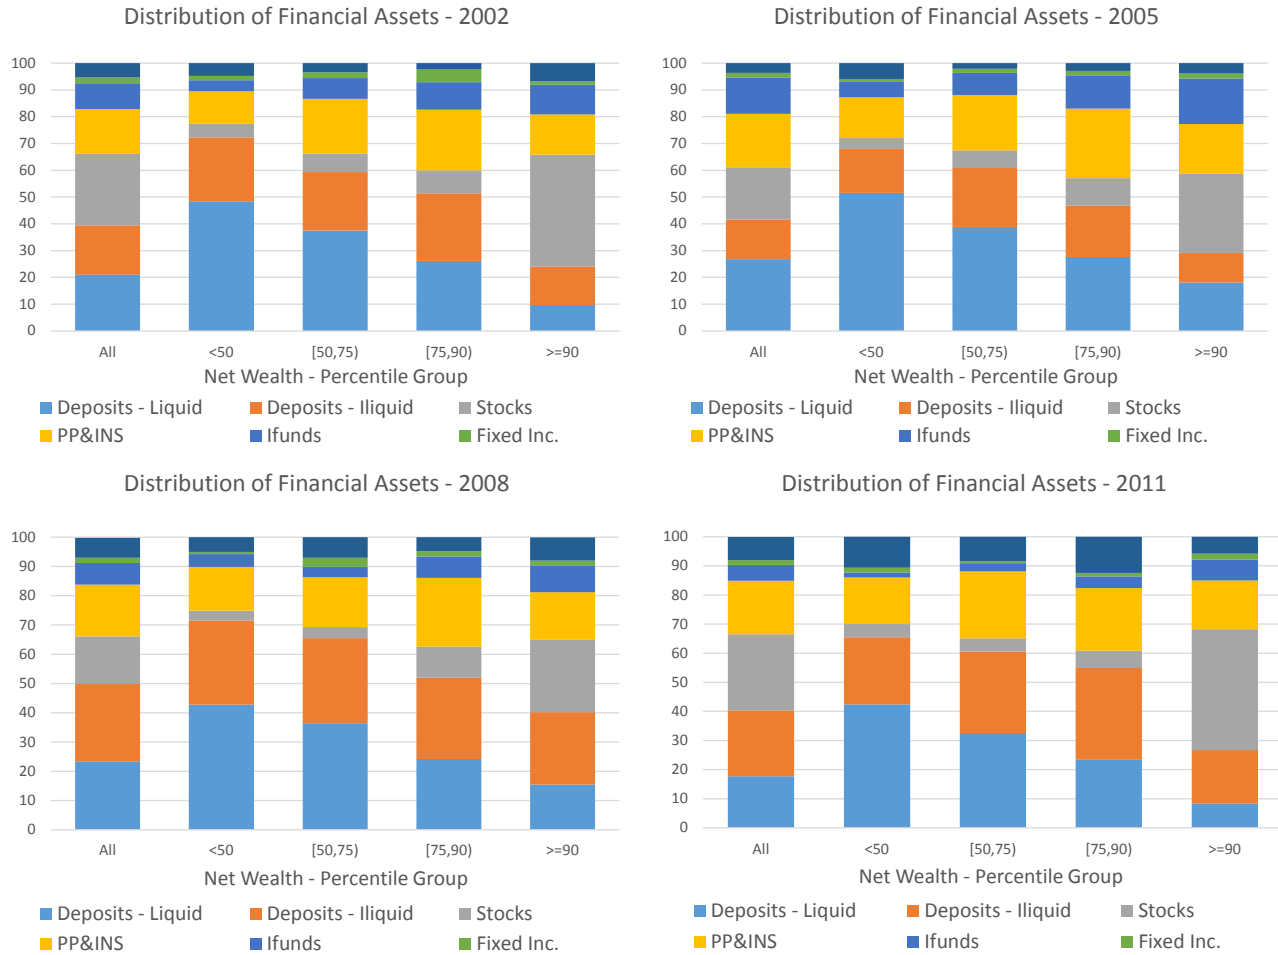 Distribution of Financial Assets - 2002
100
90
80
70
60
50
40
30
20
10
0
All <50 [50,75) [75,90) >=90
Net Wealth - Percentile Group
Deposits - Liquid Deposits - Iliquid Stocks
PP&INS Ifunds Fixed Inc.
Distribution of Financial Assets - 2005
100
90
80
70
60
50
40
30
20
10
0
All <50 [50,75) [75,90) >=90
Net Wealth - Percentile Group
Deposits - Liquid Deposits - Iliquid Stocks
PP&INS Ifunds Fixed Inc.
Distribution of Financial Assets - 2008
100
90
80
70
60
50
40
30
20
10
0
All <50 [50,75) [75,90) >=90
Net Wealth - Percentile Group
Deposits - Liquid Deposits - Iliquid Stocks
PP&INS Ifunds Fixed Inc.
Distribution of Financial Assets - 2011
100
90
80
70
60
50
40
30
20
10
0
All <50 [50,75) [75,90) >=90
Net Wealth - Percentile Group
Deposits - Liquid Deposits - Iliquid Stocks
PP&INS Ifunds Fixed Inc.